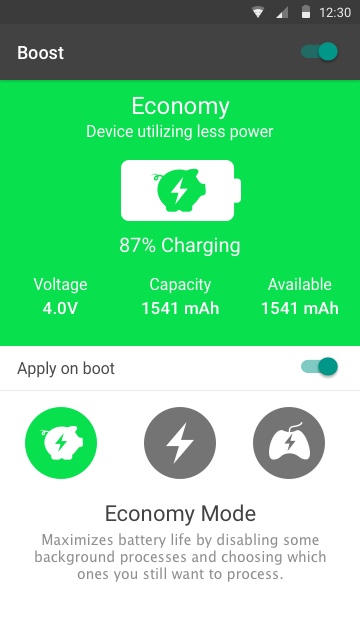 12:30
Boost
Economy
Device utilizing less power
87% Charging
Voltage Capacity Available
4.0V 1541 mAh 1541 mAh
Apply on boot
Economy Mode
Maximizes battery life by disabling some
background processes and choosing which
ones you still want to process.